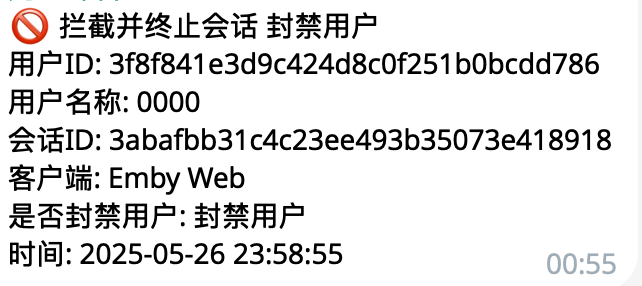 🚫 拦截并终止会话 封禁用户
用户ID: 3f8f841e3d9c424d8c0f251b0bcdd786
用户名称: 0000
会话ID: 3abafbb31c4c23ee493b35073e418918
客户端: Emby Web
是否封禁用户: 封禁用户
时间: 2025-05-26 23:58:55
00:55